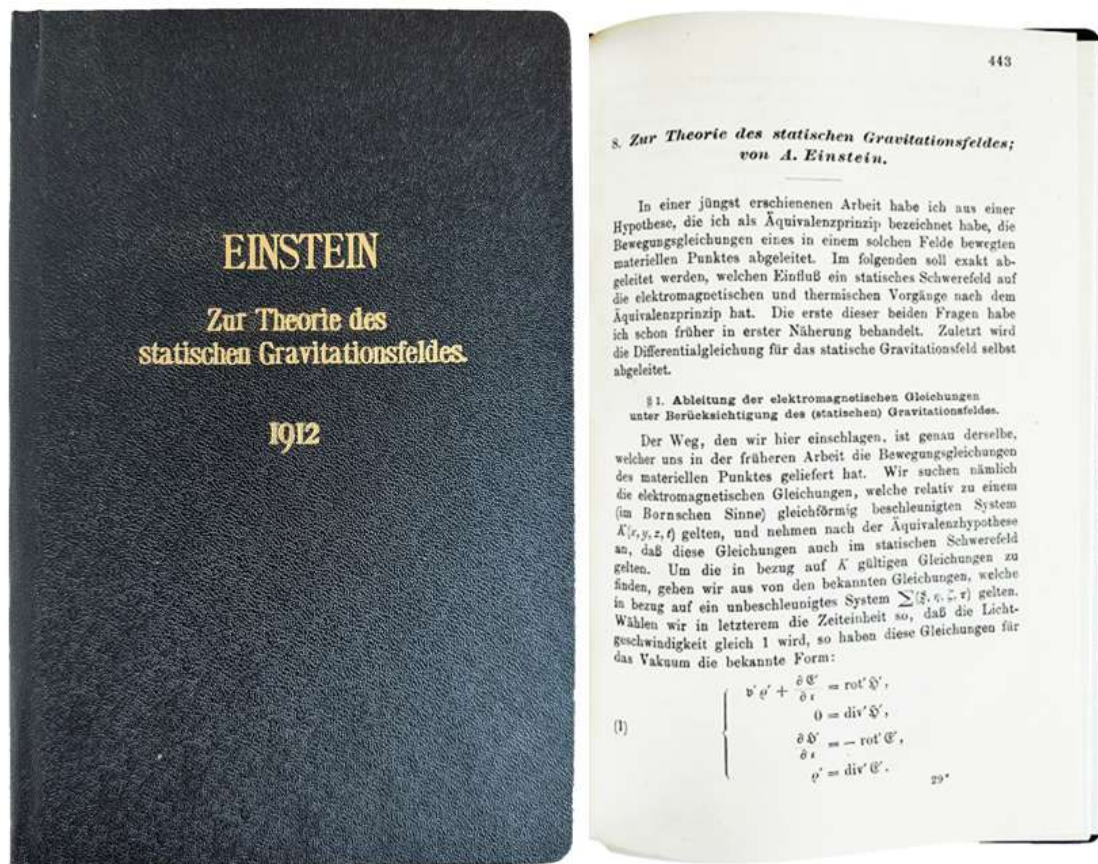 EINSTEIN
Zur Theorie des
statischen Gravitationsfeldes.
1912
443
8. Zur Theorie des statischen Gravitationsfeldes;
von A. Einstein.
In einer jüngst erschienenen Arbeit habe ich aus einer
Hypothese, die ich als Äquivalenzprinzip bezeichnet habe, die
Bewegungsgleichungen eines in einem solchen Felde bewegten
materiellen Punktes abgeleitet. Im folgenden soll exakt ab-
geleitet werden, welchen Einfluß ein statisches Schwerefeld auf
die elektromagnetischen und thermischen Vorgänge nach dem
Äquivalenzprinzip hat. Die erste dieser beiden Fragen habe
ich schon früher in erster Näherung behandelt. Zuletzt wird
die Differentialgleichung für das statische Gravitationsfeld selbst
abgeleitet.
§ 1. Ableitung der elektromagnetischen Gleichungen
unter Berücksichtigung des (statischen) Gravitationsfeldes.
Der Weg, den wir hier einschlagen, ist genau derselbe,
welcher uns in der früheren Arbeit die Bewegungsgleichungen
des materiellen Punktes geliefert hat. Wir suchen nämlich
die elektromagnetischen Gleichungen, welche relativ zu einem
(im Bornschen Sinne) gleichförmig beschleunigten System
K(x, y, z, t) gelten, und nehmen nach der Äquivalenzhypothese
an, daß diese Gleichungen auch im statischen Schwerefeld
gelten. Um die in bezug auf K gültigen Gleichungen zu
finden, gehen wir aus von den bekannten Gleichungen, welche
in bezug auf ein unbeschleunigtes System ∑(ξ, η, ζ, τ) gelten.
Wählen wir in letzterem die Zeiteinheit so, daß die Licht-
geschwindigkeit gleich 1 wird, so haben diese Gleichungen für
das Vakuum die bekannte Form:
(1)
𝔳′ϱ′ + ∂𝔈′/∂τ = rot′ ℌ′,
0 = div′ ℌ′,
∂ℌ′/∂τ = − rot′ 𝔈′,
ϱ′ = div′ 𝔈′.
29*